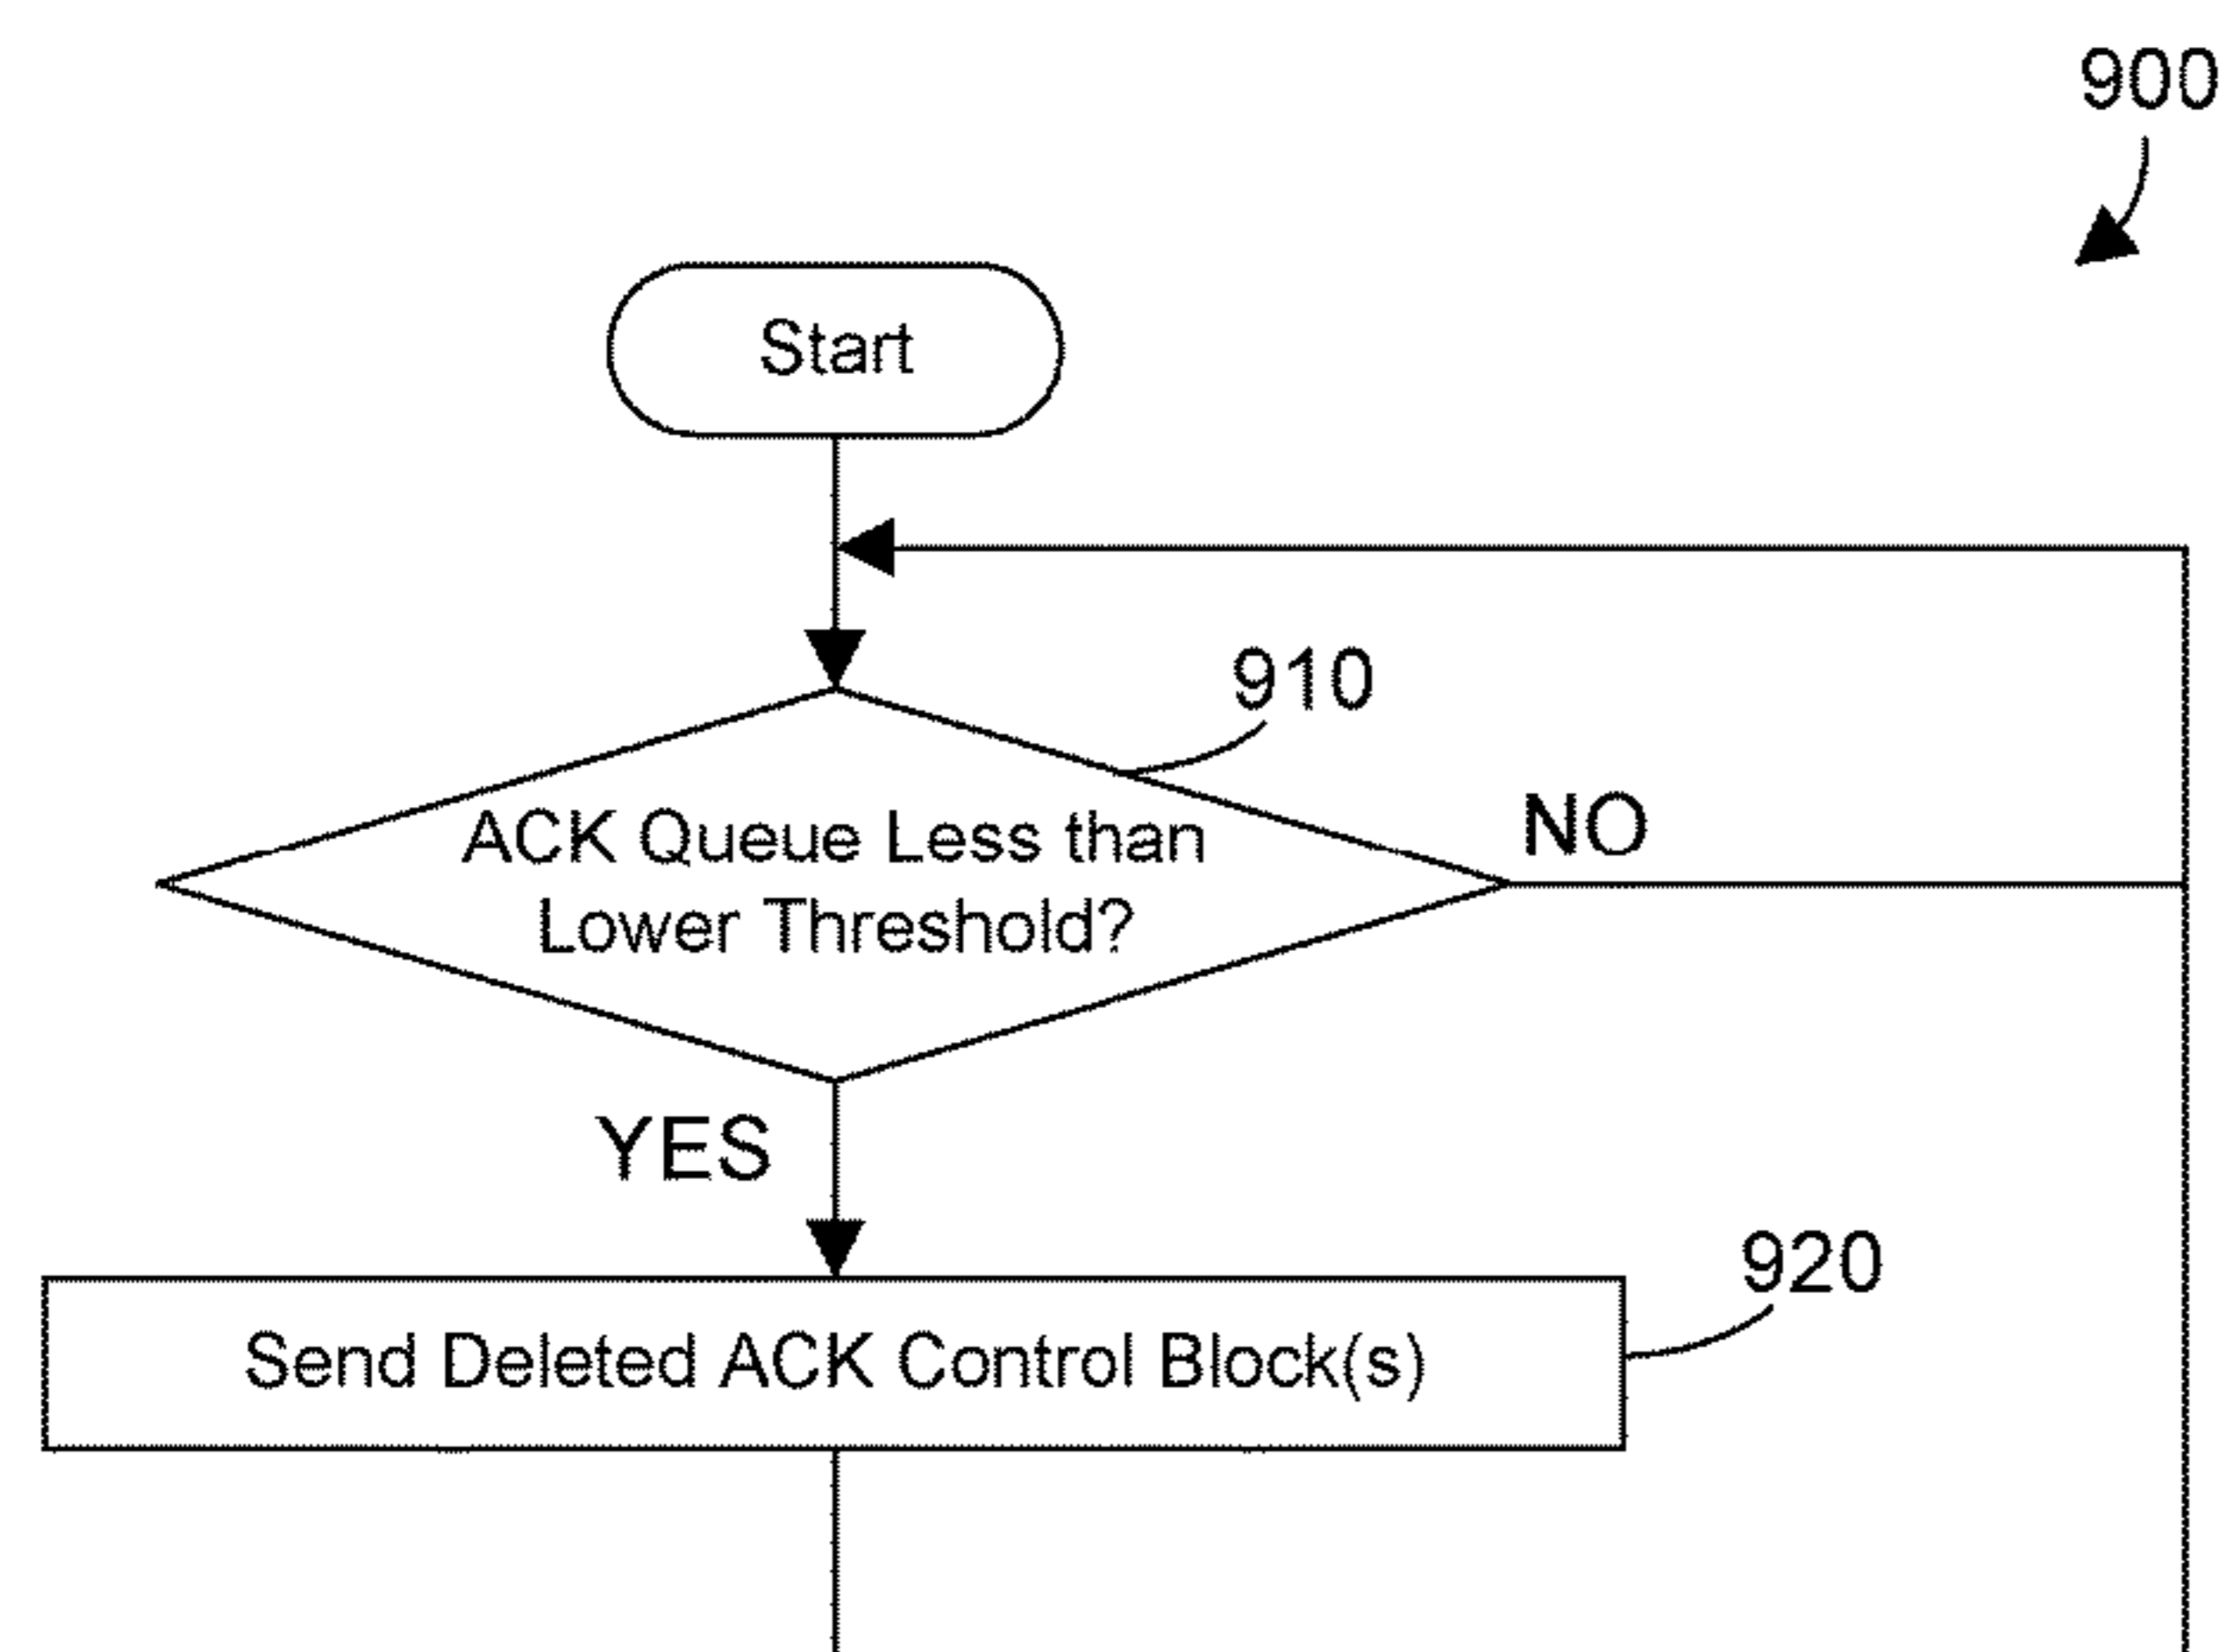 900
Start
910
ACK Queue Less than
Lower Threshold?
NO
YES
920
Send Deleted ACK Control Block(s)